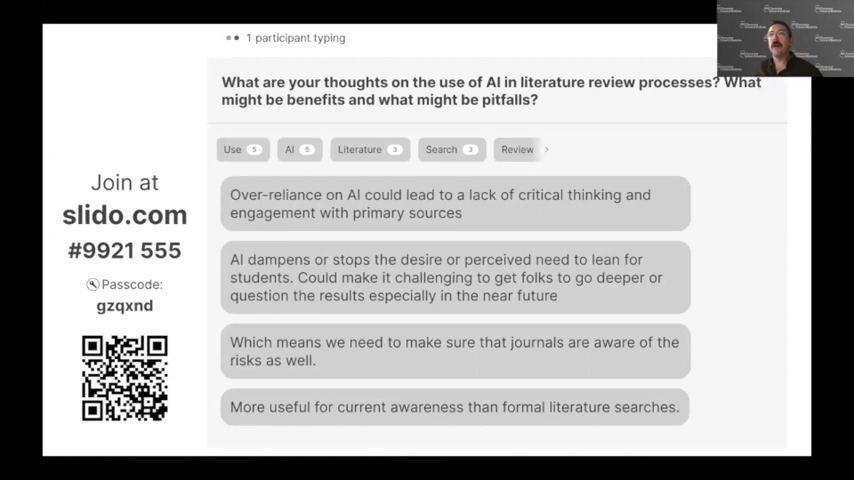 1 participant typing
What are your thoughts on the use of AI in literature review processes? What
might be benefits and what might be pitfalls?
Use 5 AI 5 Literature 3 Search 3 Review
Join at
slido.com
#9921 555
Passcode:
gzqxnd
Over-reliance on AI could lead to a lack of critical thinking and
engagement with primary sources
AI dampens or stops the desire or perceived need to lean for
students. Could make it challenging to get folks to go deeper or
question the results especially in the near future
Which means we need to make sure that journals are aware of the
risks as well.
More useful for current awareness than formal literature searches.